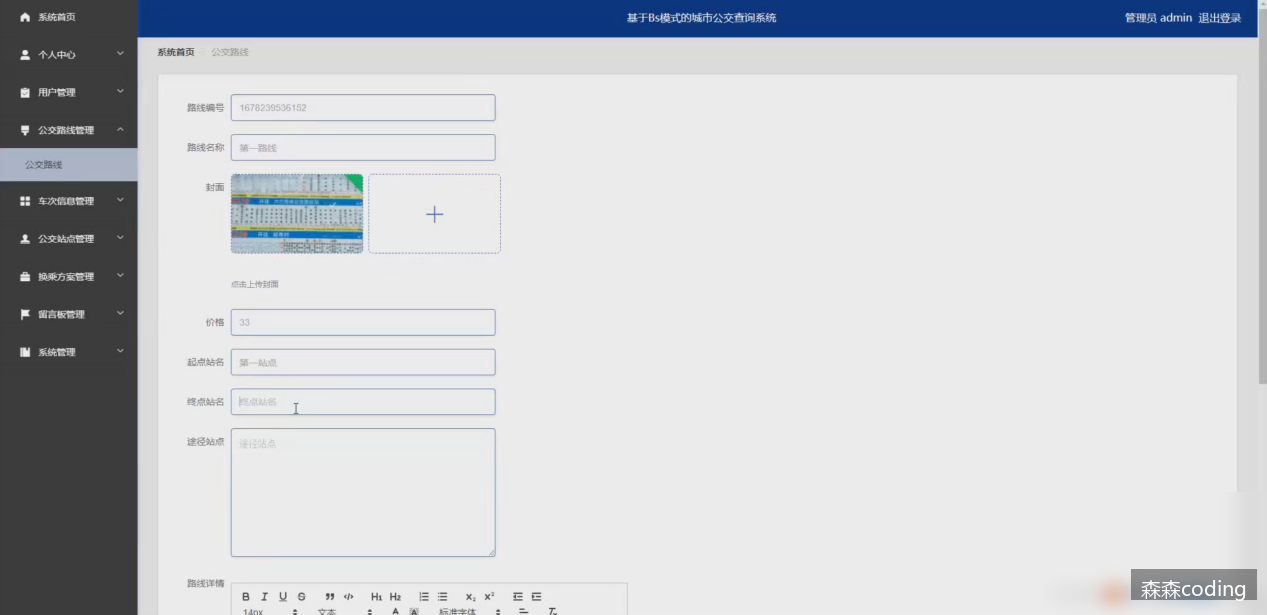 系统首页
个人中心
用户管理
公交路线管理
公交路线
车次信息管理
公交站点管理
换乘方案管理
留言板管理
系统管理
基于Bs模式的城市公交查询系统
管理员 admin 退出登录
系统首页 公交路线
路线编号 1678239536152
路线名称 第一路线
封面
点击上传封面
价格 33
起点站名 第一站点
终点站名 终点站名
途径站点 途径站点
路线详情
B I U S ” </> H1 H2 X₂ X²
14px 文本 A A 标准字体
森森coding